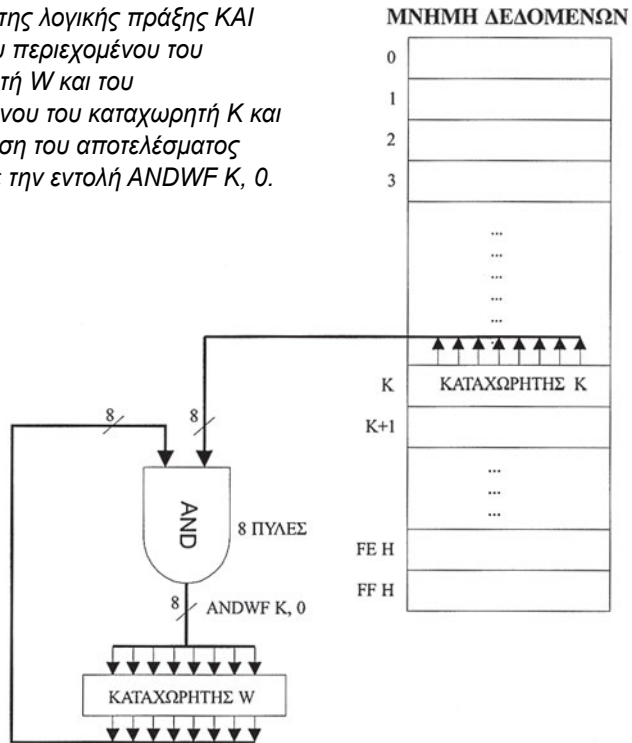 της λογικής πράξης ΚΑΙ
υ περιεχομένου του
τή W και του
νου του καταχωρητή K και
ση του αποτελέσματος
ε την εντολή ANDWF K, 0.
ΜΝΗΜΗ ΔΕΔΟΜΕΝΩΝ
0
1
2
3
...
...
...
...
...
K ΚΑΤΑΧΩΡΗΤΗΣ K
K+1
...
...
...
FE H
FF H
8 8
AND
8 ΠΥΛΕΣ
8 ANDWF K, 0
ΚΑΤΑΧΩΡΗΤΗΣ W